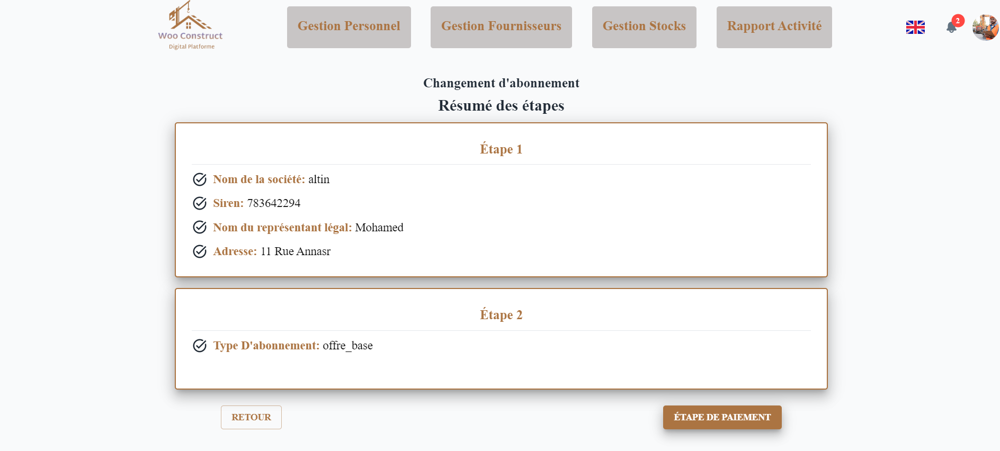 Woo Construct
Digital Platforme
Gestion Personnel
Gestion Fournisseurs
Gestion Stocks
Rapport Activité
2
Changement d'abonnement
Résumé des étapes
Étape 1
Nom de la société: altin
Siren: 783642294
Nom du représentant légal: Mohamed
Adresse: 11 Rue Annasr
Étape 2
Type D'abonnement: offre_base
RETOUR
ÉTAPE DE PAIEMENT